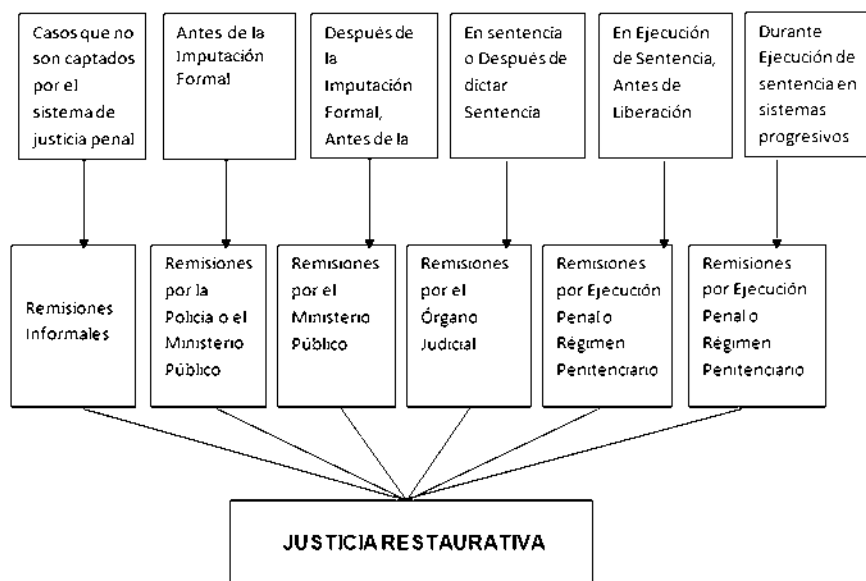 Casos que no
son captados
por el
sistema de
justicia penal
Antes de la
Imputación
Formal
Después de
la
Imputación
Formal,
Antes de la
En sentencia
o Después de
dictar
Sentencia
En Ejecución
de Sentencia,
Antes de
Liberación
Durante
Ejecución de
sentencia en
sistemas
progresivos
Remisiones
Informales
Remisiones
por la
Policía o el
Ministerio
Público
Remisiones
por el
Ministerio
Público
Remisiones
por el
Órgano
Judicial
Remisiones
por Ejecución
Penal o
Régimen
Penitenciario
Remisiones
por Ejecución
Penal o
Régimen
Penitenciario
JUSTICIA RESTAURATIVA